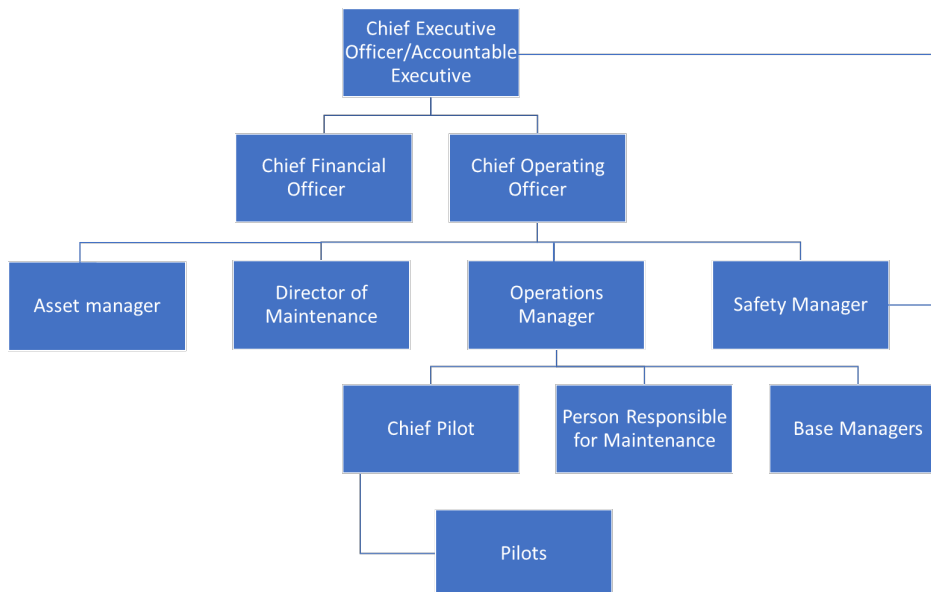 Chief Executive
Officer/Accountable
Executive
Chief Financial
Officer
Chief Operating
Officer
Asset manager
Director of
Maintenance
Operations
Manager
Safety Manager
Chief Pilot
Person Responsible
for Maintenance
Base Managers
Pilots